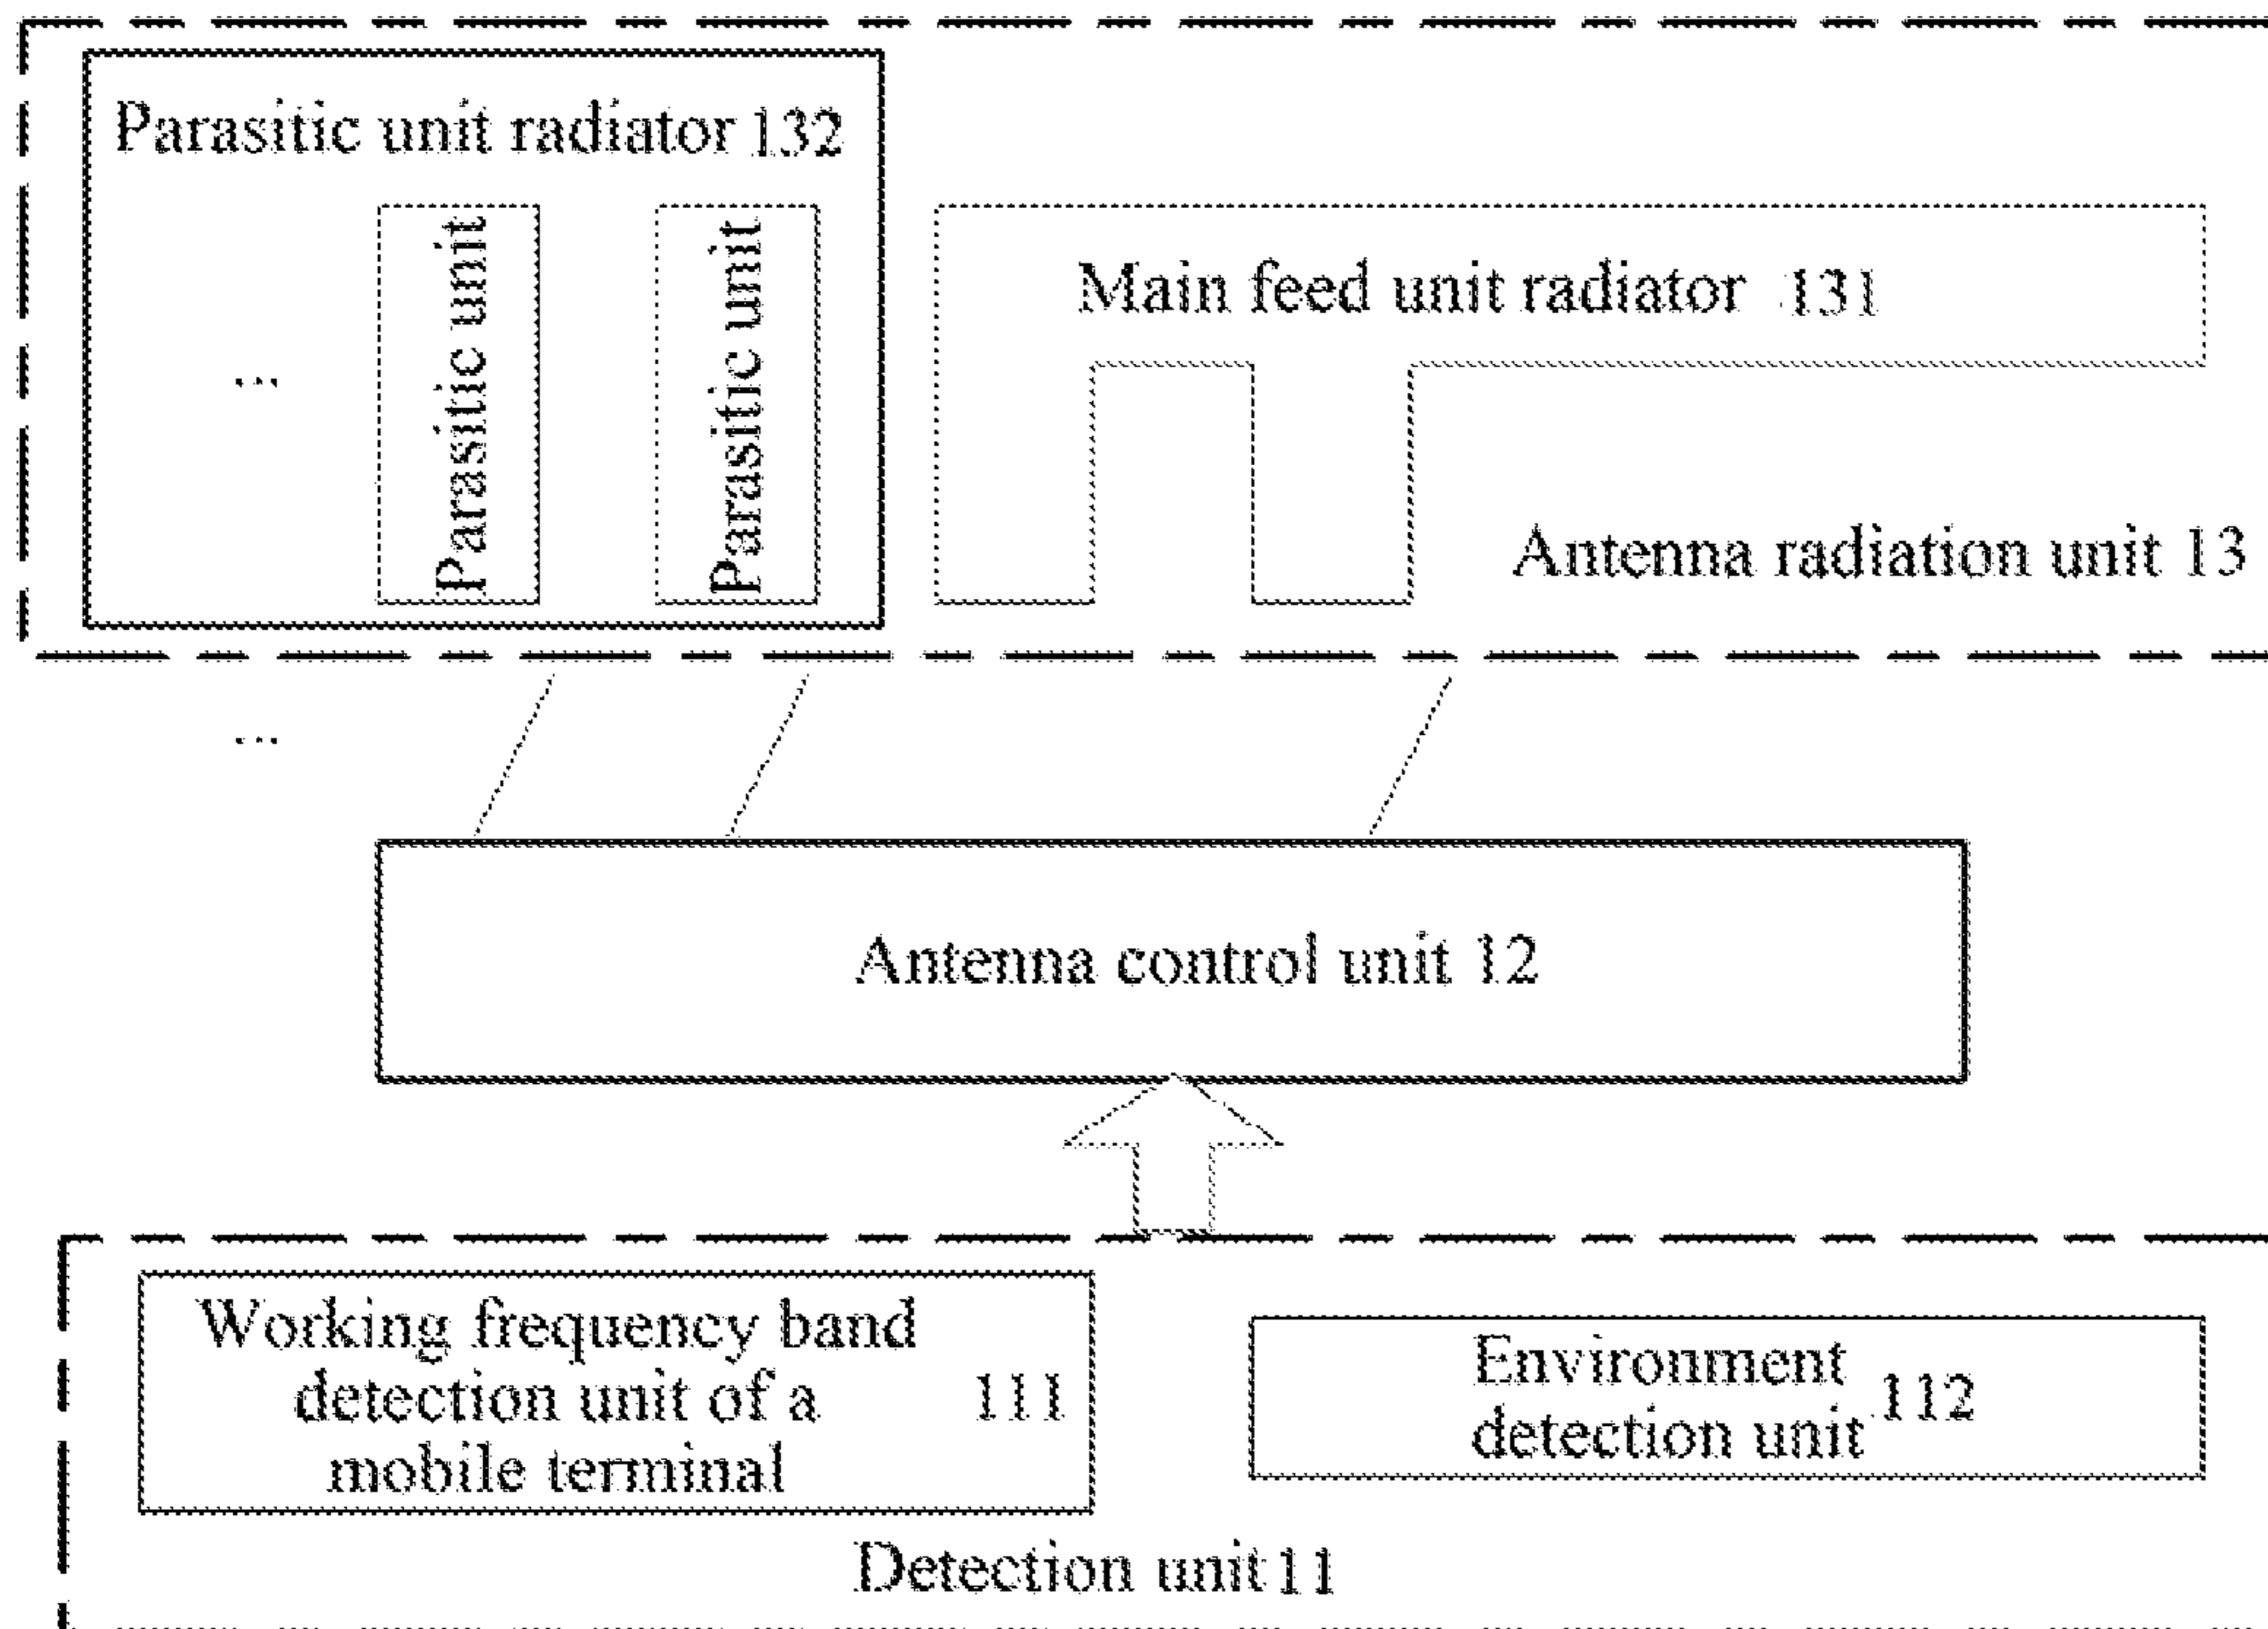 Parasitic unit radiator 132
...
Parasitic unit
Parasitic unit
Main feed unit radiator 131
Antenna radiation unit 13
...
Antenna control unit 12
Working frequency band
detection unit of a 111
mobile terminal
Environment
detection unit 112
Detection unit 11